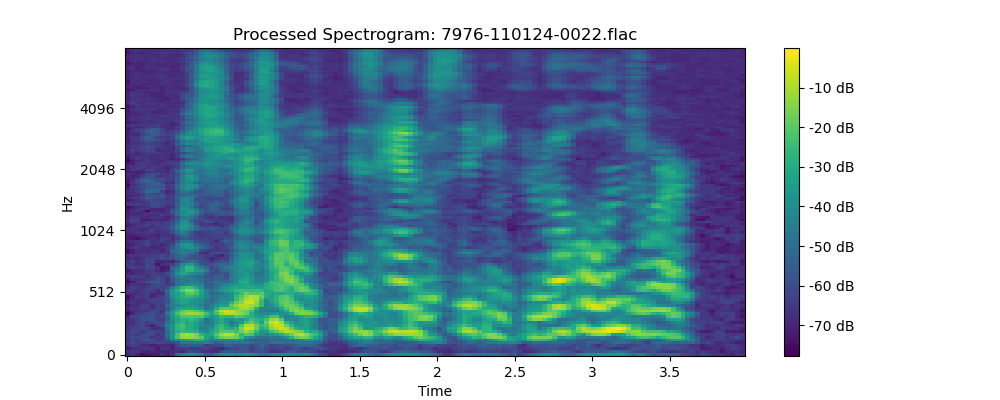 Processed Spectrogram: 7976-110124-0022.flac
Hz
4096
2048
1024
512
0
0
0.5
1
1.5
2
2.5
3
3.5
Time
-10 dB
-20 dB
-30 dB
-40 dB
-50 dB
-60 dB
-70 dB